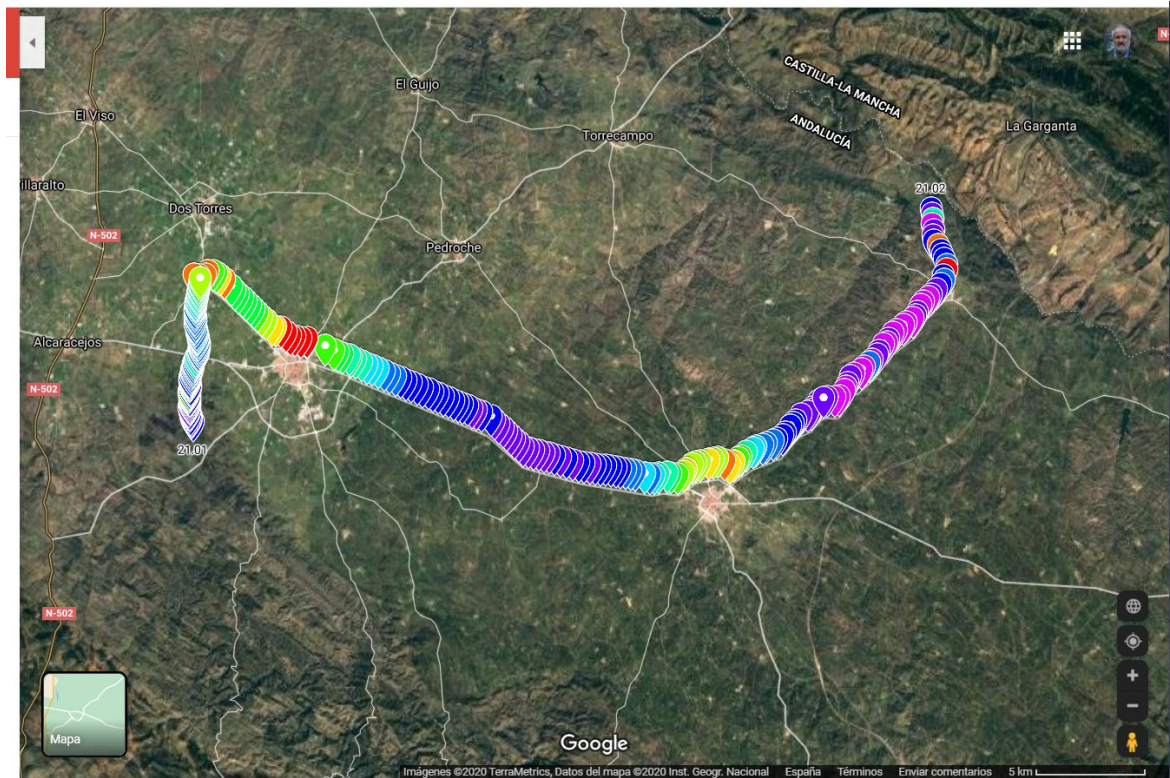 N-
CASTILLA-LA MANCHA
El Guijo
El Viso
ANDALUCÍA
La Garganta
Torrecampo
illaralto
21.02
Dos Torres
N-502
Pedroche
Alcaracejos
N-502
21.01
N-502
Mapa
Google
Imágenes ©2020 TerraMetrics, Datos del mapa ©2020 Inst. Geogr. Nacional España Términos Enviar comentarios 5 km